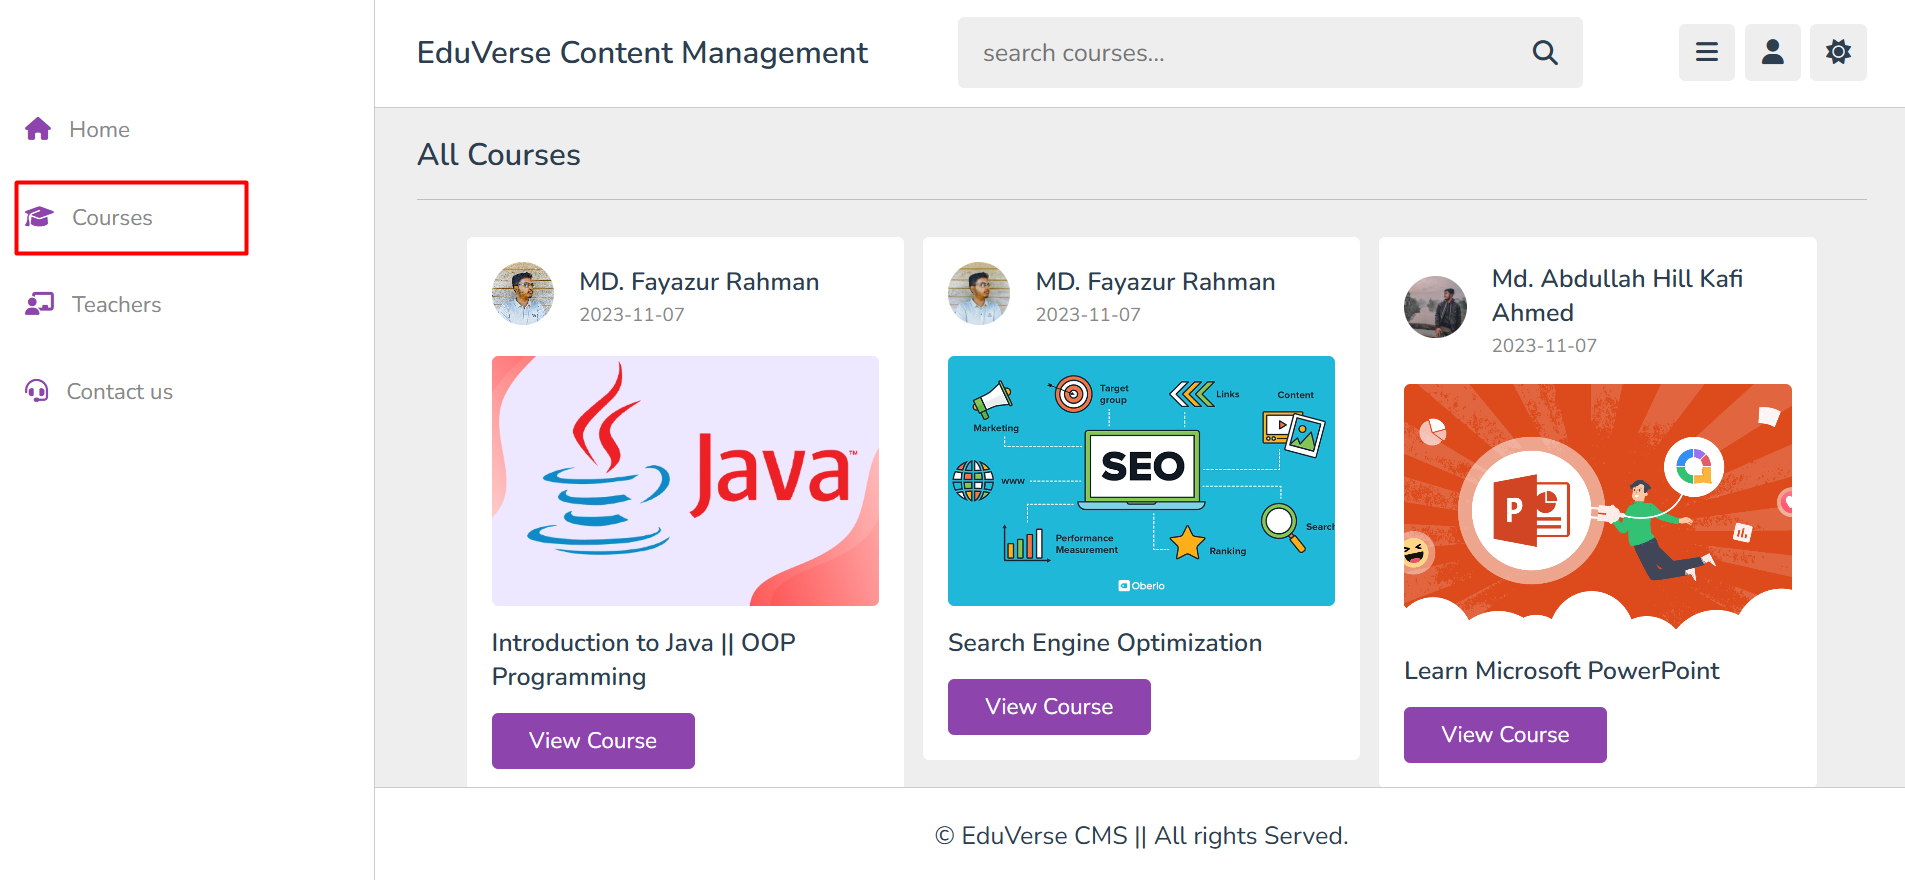 EduVerse Content Management
search courses...
Home
Courses
Teachers
Contact us
All Courses
MD. Fayazur Rahman
2023-11-07
Java™
Introduction to Java || OOP
Programming
View Course
MD. Fayazur Rahman
2023-11-07
Marketing
Target
group
Links
Content
www
SEO
Performance
Measurement
Ranking
Search
Oberlo
Search Engine Optimization
View Course
Md. Abdullah Hill Kafi
Ahmed
2023-11-07
P
Learn Microsoft PowerPoint
View Course
© EduVerse CMS || All rights Served.